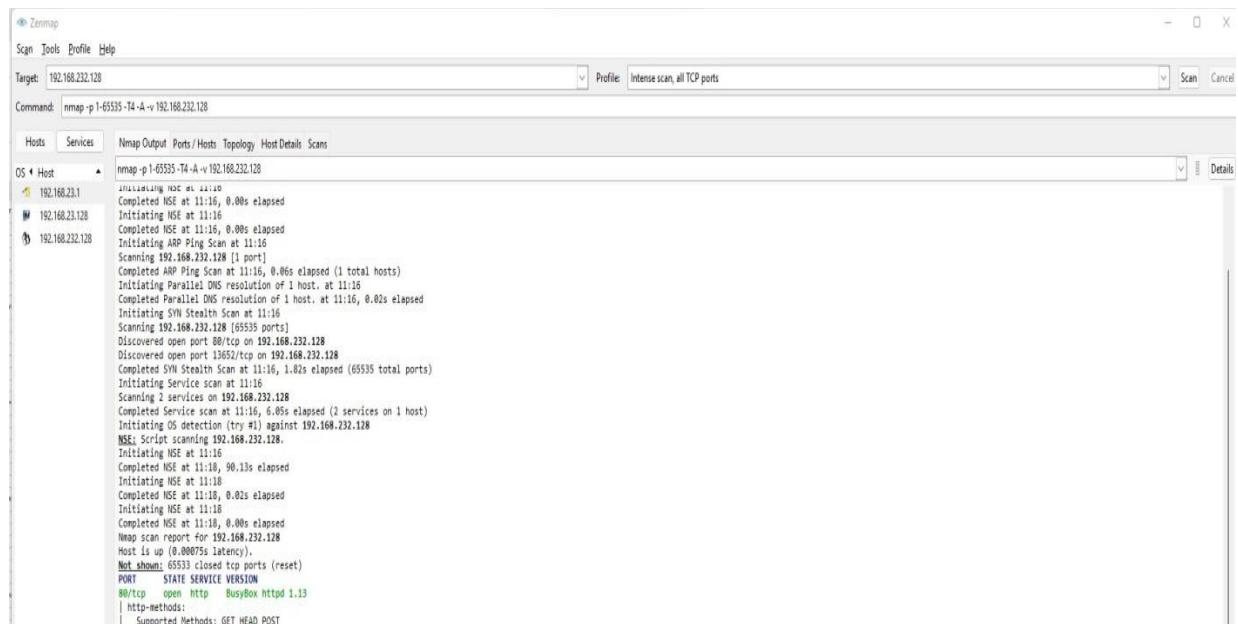 Zenmap
Scan Tools Profile Help
Target: 192.168.232.128 Profile: Intense scan, all TCP ports Scan Cancel
Command: nmap -p 1-65535 -T4 -A -v 192.168.232.128
Hosts Services Nmap Output Ports / Hosts Topology Host Details Scans
OS Host nmap -p 1-65535 -T4 -A -v 192.168.232.128 Details
192.168.23.1
192.168.23.128
192.168.232.128
Initiating NSE at 11:16
Completed NSE at 11:16, 0.00s elapsed
Initiating NSE at 11:16
Completed NSE at 11:16, 0.00s elapsed
Initiating ARP Ping Scan at 11:16
Scanning 192.168.232.128 [1 port]
Completed ARP Ping Scan at 11:16, 0.06s elapsed (1 total hosts)
Initiating Parallel DNS resolution of 1 host. at 11:16
Completed Parallel DNS resolution of 1 host. at 11:16, 0.02s elapsed
Initiating SYN Stealth Scan at 11:16
Scanning 192.168.232.128 [65535 ports]
Discovered open port 80/tcp on 192.168.232.128
Discovered open port 13652/tcp on 192.168.232.128
Completed SYN Stealth Scan at 11:16, 1.82s elapsed (65535 total ports)
Initiating Service scan at 11:16
Scanning 2 services on 192.168.232.128
Completed Service scan at 11:16, 6.05s elapsed (2 services on 1 host)
Initiating OS detection (try #1) against 192.168.232.128
NSE: Script scanning 192.168.232.128.
Initiating NSE at 11:16
Completed NSE at 11:18, 90.13s elapsed
Initiating NSE at 11:18
Completed NSE at 11:18, 0.02s elapsed
Initiating NSE at 11:18
Completed NSE at 11:18, 0.00s elapsed
Nmap scan report for 192.168.232.128
Host is up (0.00075s latency).
Not shown: 65533 closed tcp ports (reset)
PORT STATE SERVICE VERSION
80/tcp open http BusyBox httpd 1.13
| http-methods:
| Supported Methods: GET HEAD POST